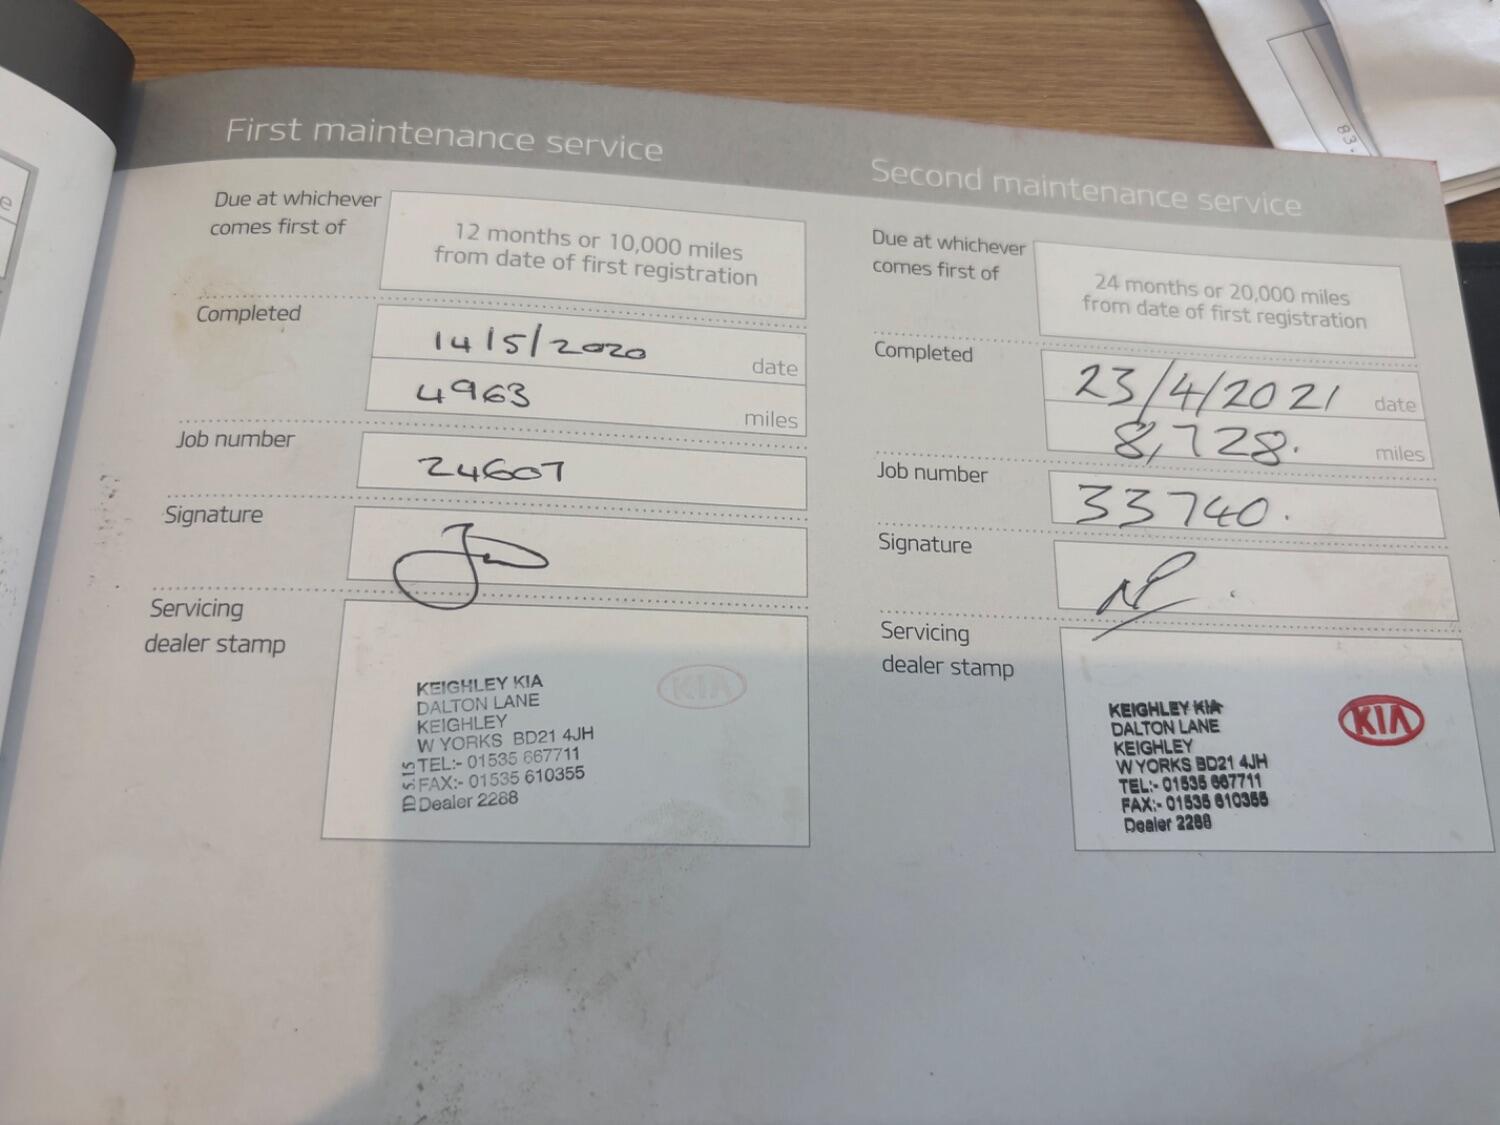 First maintenance service
Due at whichever
comes first of
12 months or 10,000 miles
from date of first registration
Completed
14/5/2020
date
4963
miles
Job number
24607
Signature
Servicing
dealer stamp
KEIGHLEY KIA
DALTON LANE
KEIGHLEY
W YORKS BD21 4JH
TEL:- 01535 667711
FAX:- 01535 610355
Dealer 2288
KIA
Second maintenance service
Due at whichever
comes first of
24 months or 20,000 miles
from date of first registration
Completed
23/4/2021
date
8,728.
miles
Job number
33740.
Signature
Servicing
dealer stamp
KEIGHLEY KIA
DALTON LANE
KEIGHLEY
W YORKS BD21 4JH
TEL:- 01535 667711
FAX:- 01535 610355
Dealer 2288
KIA